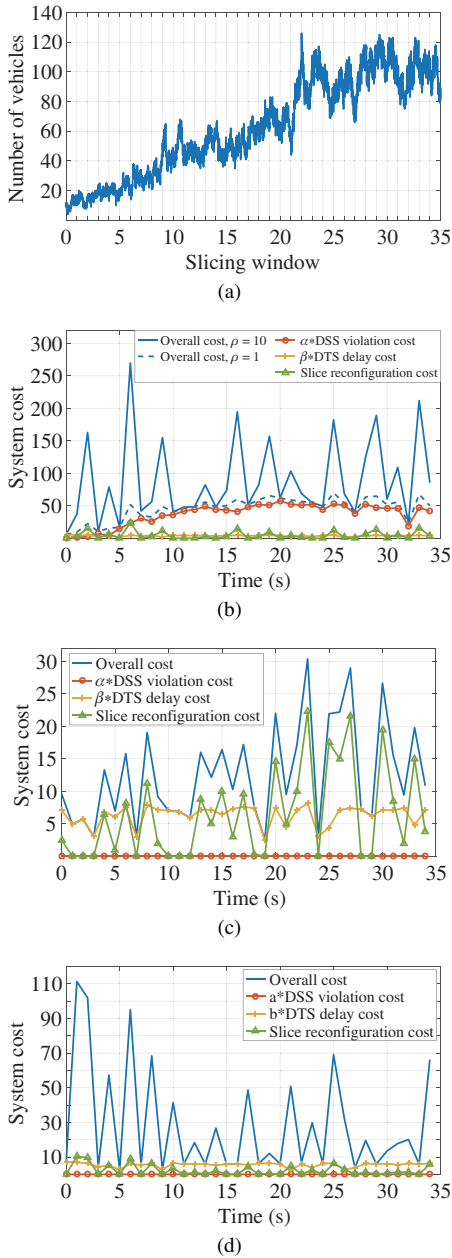 140
120
100
80
60
40
20
Number of vehicles
0 5 10 15 20 25 30 35
Slicing window
(a)
Overall cost, ρ = 10
Overall cost, ρ = 1
α*DSS violation cost
β*DTS delay cost
Slice reconfiguration cost
300
250
200
150
100
50
System cost
0 5 10 15 20 25 30 35
Time (s)
(b)
Overall cost
α*DSS violation cost
β*DTS delay cost
Slice reconfiguration cost
30
25
20
15
10
5
System cost
0 5 10 15 20 25 30 35
Time (s)
(c)
Overall cost
a*DSS violation cost
b*DTS delay cost
Slice reconfiguration cost
110
90
70
50
30
10
System cost
0 5 10 15 20 25 30 35
Time (s)
(d)